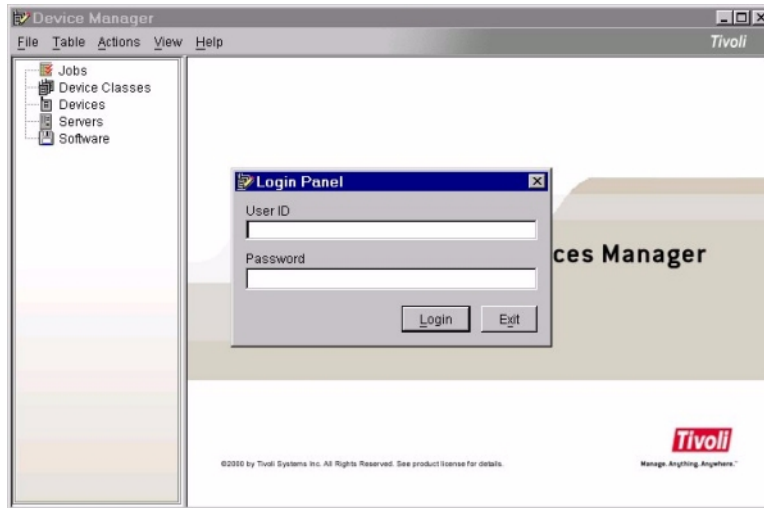 Device Manager
File Table Actions View Help
Tivoli
Jobs
Device Classes
Devices
Servers
Software
Login Panel
User ID
Password
Login Exit
ces Manager
Tivoli
Manage. Anything. Anywhere.™
©2000 by Tivoli Systems Inc. All Rights Reserved. See product license for details.